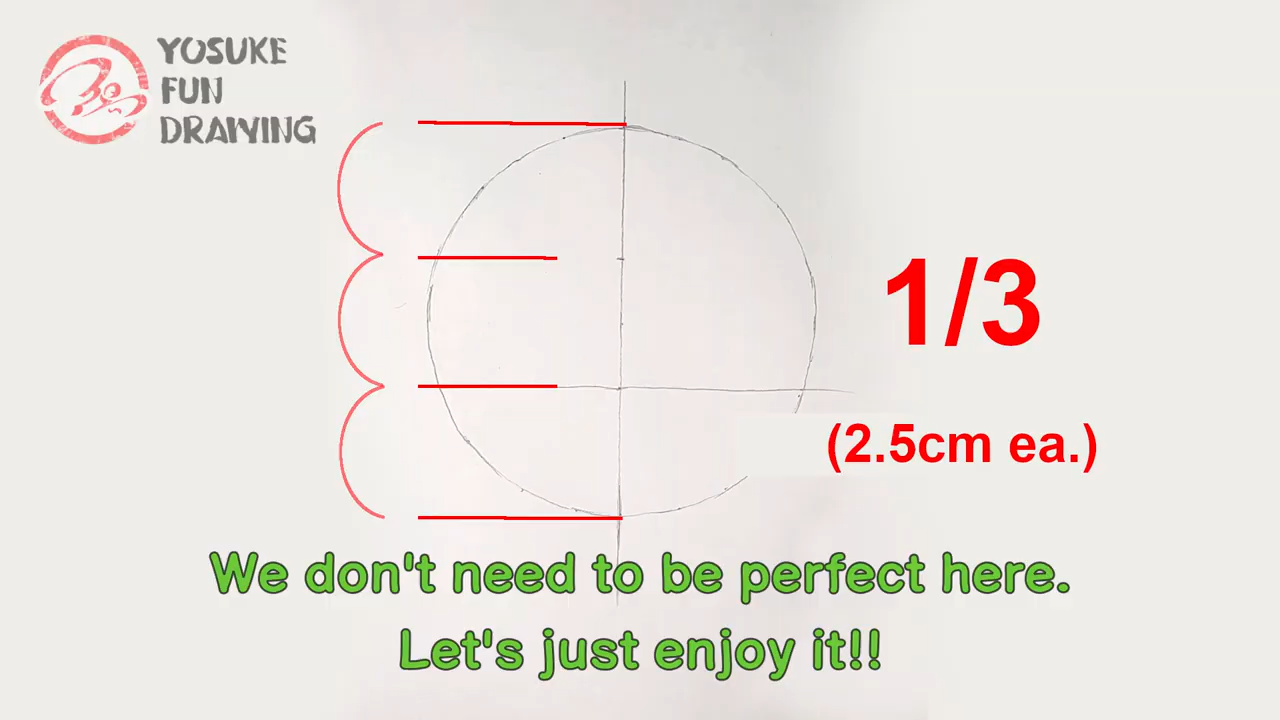 YOSUKE
FUN
DRAWING
1/3
(2.5cm ea.)
We don't need to be perfect here.
Let's just enjoy it!!